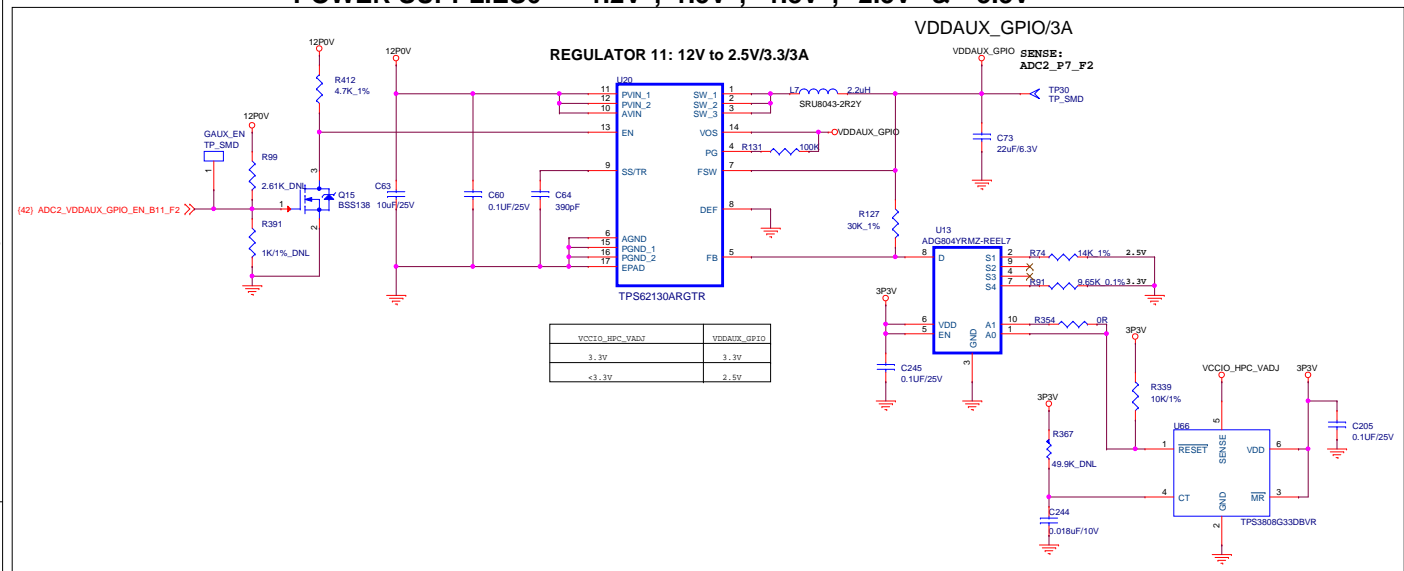 VDDAUX_GPIO/3A
REGULATOR 11: 12V to 2.5V/3.3/3A
12P0V
12P0V
VDDAUX_GPIO
SENSE:
ADC2_P7_F2
R412
4.7K_1%
U20
11
PVIN_1
12
PVIN_2
10
AVIN
13
EN
9
SS/TR
6
AGND
15
PGND_1
16
PGND_2
17
EPAD
SW_1
1
SW_2
2
SW_3
3
VOS
14
PG
4
FSW
7
DEF
8
FB
5
TPS62130ARGTR
L7
2.2uH
SRU8043-2R2Y
TP30
TP_SMD
VDDAUX_GPIO
R131
100K
C73
22uF/6.3V
12P0V
GAUX_EN
TP_SMD
1
R99
2.61K_DNL
{42} ADC2_VDDAUX_GPIO_EN_B11_F2
R391
1K/1%_DNL
3
1
2
Q15
BSS138
C63
10uF/25V
C60
0.1UF/25V
C64
390pF
R127
30K_1%
U13
ADG804YRMZ-REEL7
8
D
S1
2
S2
9
S3
4
S4
7
R74
14K_1%
2.5V
R91
9.65K_0.1%
3.3V
3P3V
6
VDD
5
EN
A1
10
A0
1
GND
3
R354
0R
C245
0.1UF/25V
VCCIO_HPC_VADJ
VDDAUX_GPIO
3.3V
3.3V
<3.3V
2.5V
3P3V
R339
10K/1%
VCCIO_HPC_VADJ
3P3V
3P3V
R367
49.9K_DNL
C244
0.018uF/10V
U66
1
RESET
5
SENSE
VDD
6
4
CT
GND
2
MR
3
TPS3808G33DBVR
C205
0.1UF/25V